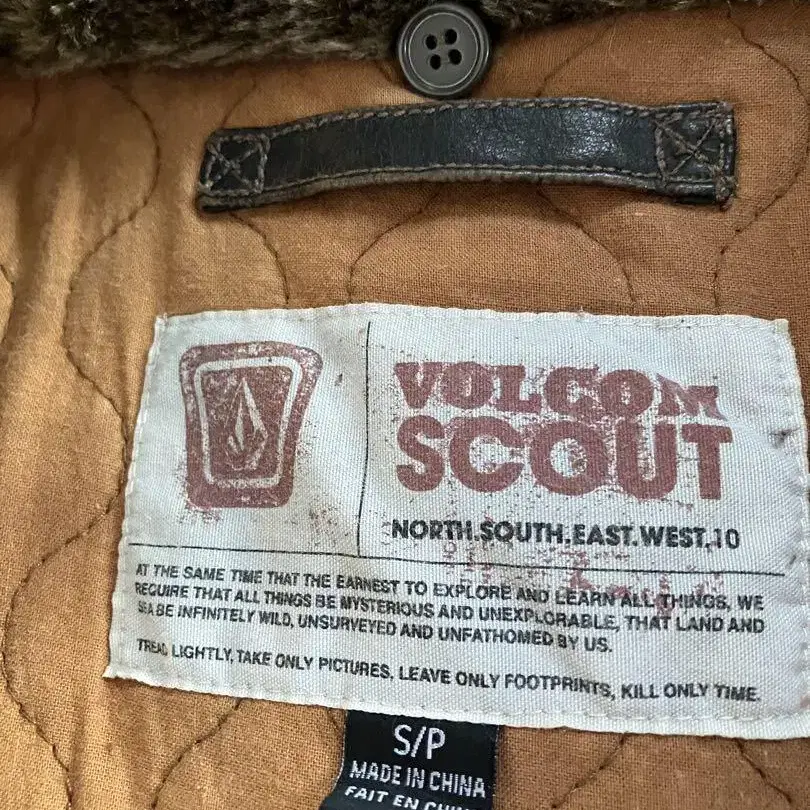 VOLCOM
SCOUT
NORTH.SOUTH.EAST.WEST.10
AT THE SAME TIME THAT THE EARNEST TO EXPLORE AND LEARN ALL THINGS, WE
REQUIRE THAT ALL THINGS BE MYSTERIOUS AND UNEXPLORABLE, THAT LAND AND
SEA BE INFINITELY WILD, UNSURVEYED AND UNFATHOMED BY US.
TREAD LIGHTLY, TAKE ONLY PICTURES, LEAVE ONLY FOOTPRINTS, KILL ONLY TIME.
S/P
MADE IN CHINA
FAIT EN